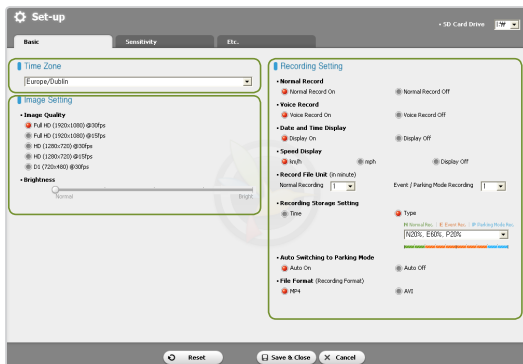 Set-up
• SD Card Drive
Basic
Sensitivity
Etc.
Time Zone
Europe/Dublin
Image Setting
• Image Quality
Full HD (1920x1080) @30fps
Full HD (1920x1080) @15fps
HD (1280x720) @30fps
HD (1280x720) @15fps
D1 (720x480) @30fps
• Brightness
Normal
Bright
Recording Setting
• Normal Record
Normal Record On
Normal Record Off
• Voice Record
Voice Record On
Voice Record Off
• Date and Time Display
Display On
Display Off
• Speed Display
km/h
mph
Display Off
• Record File Unit (in minute)
Normal Recording 1
Event / Parking Mode Recording 1
• Recording Storage Setting
Time
Type
N Normal Rec. | E Event Rec. | P Parking Mode Rec.
N20%, E60%, P20%
• Auto Switching to Parking Mode
Auto On
Auto Off
• File Format (Recording Format)
MP4
AVI
Reset
Save & Close
Cancel